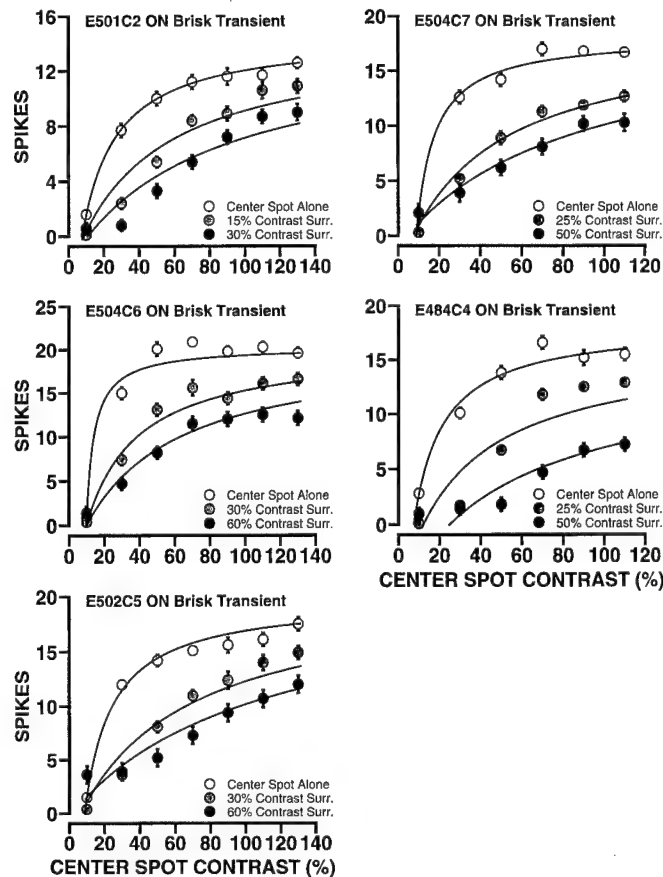 E501C2 ON Brisk Transient
SPIKES
16
12
8
4
0
Center Spot Alone
15% Contrast Surr.
30% Contrast Surr.
0 20 40 60 80 100 120 140
E504C7 ON Brisk Transient
20
15
10
5
0
Center Spot Alone
25% Contrast Surr.
50% Contrast Surr.
0 20 40 60 80 100 120
E504C6 ON Brisk Transient
SPIKES
25
20
15
10
5
0
Center Spot Alone
30% Contrast Surr.
60% Contrast Surr.
0 20 40 60 80 100 120 130
E484C4 ON Brisk Transient
20
15
10
5
0
Center Spot Alone
25% Contrast Surr.
50% Contrast Surr.
0 20 40 60 80 100 120
CENTER SPOT CONTRAST (%)
E502C5 ON Brisk Transient
SPIKES
20
15
10
5
0
Center Spot Alone
30% Contrast Surr.
60% Contrast Surr.
0 20 40 60 80 100 120 130
CENTER SPOT CONTRAST (%)